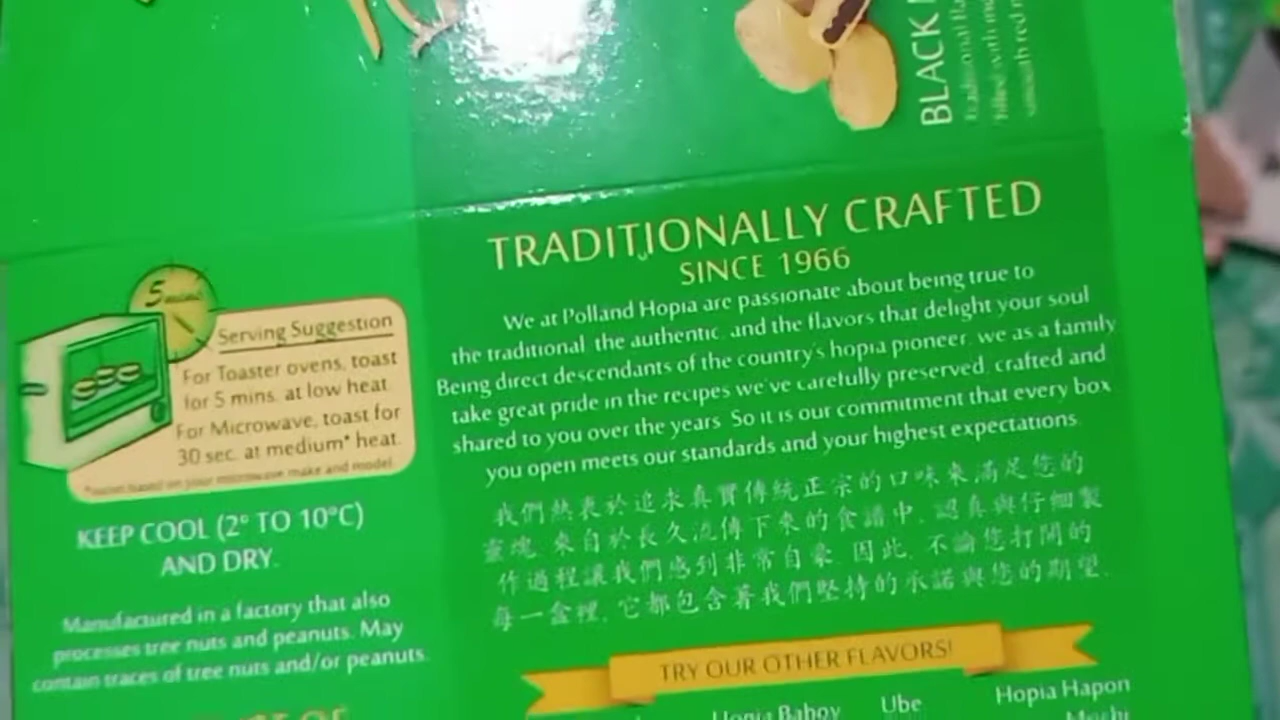 BLACK
TRADITIONALLY CRAFTED
SINCE 1966
We at Polland Hopia are passionate about being true to
the traditional, the authentic, and the flavors that delight your soul.
Being direct descendants of the country's hopia pioneer, we as a family
take great pride in the recipes we've carefully preserved, crafted and
shared to you over the years. So it is our commitment that every box
you open meets our standards and your highest expectations.
我們熱衷於追求真實傳統正宗的口味來滿足您的
靈魂. 來自於長久流傳下來的食譜中, 認真與仔細製
作過程讓我們感到非常自豪. 因此, 不論您打開的
每一盒裡, 它都包含著我們堅持的承諾與您的期望.
TRY OUR OTHER FLAVORS!
Hopia Baboy
Ube
Hopia Hapon
Mochi
5 mins!
Serving Suggestion
For Toaster ovens, toast
for 5 mins. at low heat.
For Microwave, toast for
30 sec. at medium* heat.
based on your microwave make and model.
KEEP COOL (2° TO 10°C)
AND DRY.
Manufactured in a factory that also
processes tree nuts and peanuts. May
contain traces of tree nuts and/or peanuts.